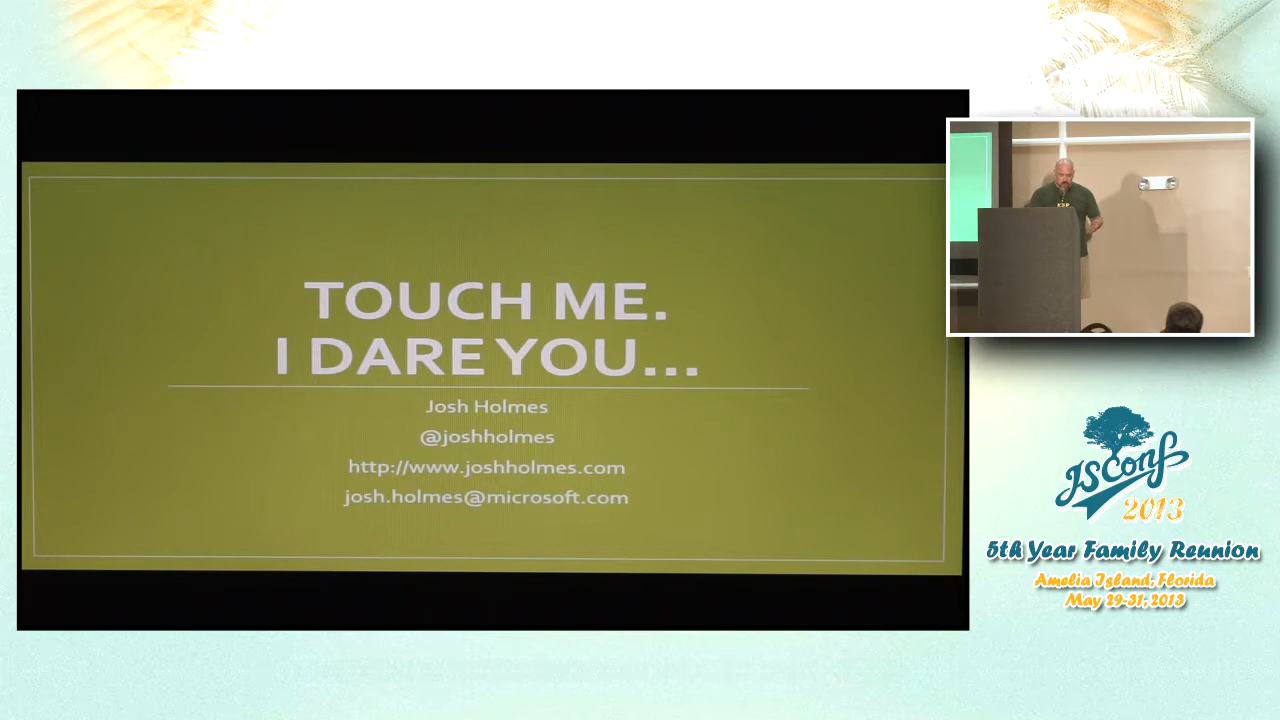 TOUCH ME.
I DARE YOU...
Josh Holmes
@joshholmes
http://www.joshholmes.com
josh.holmes@microsoft.com
JSConf
2013
5th Year Family Reunion
Amelia Island, Florida
May 29-31, 2013